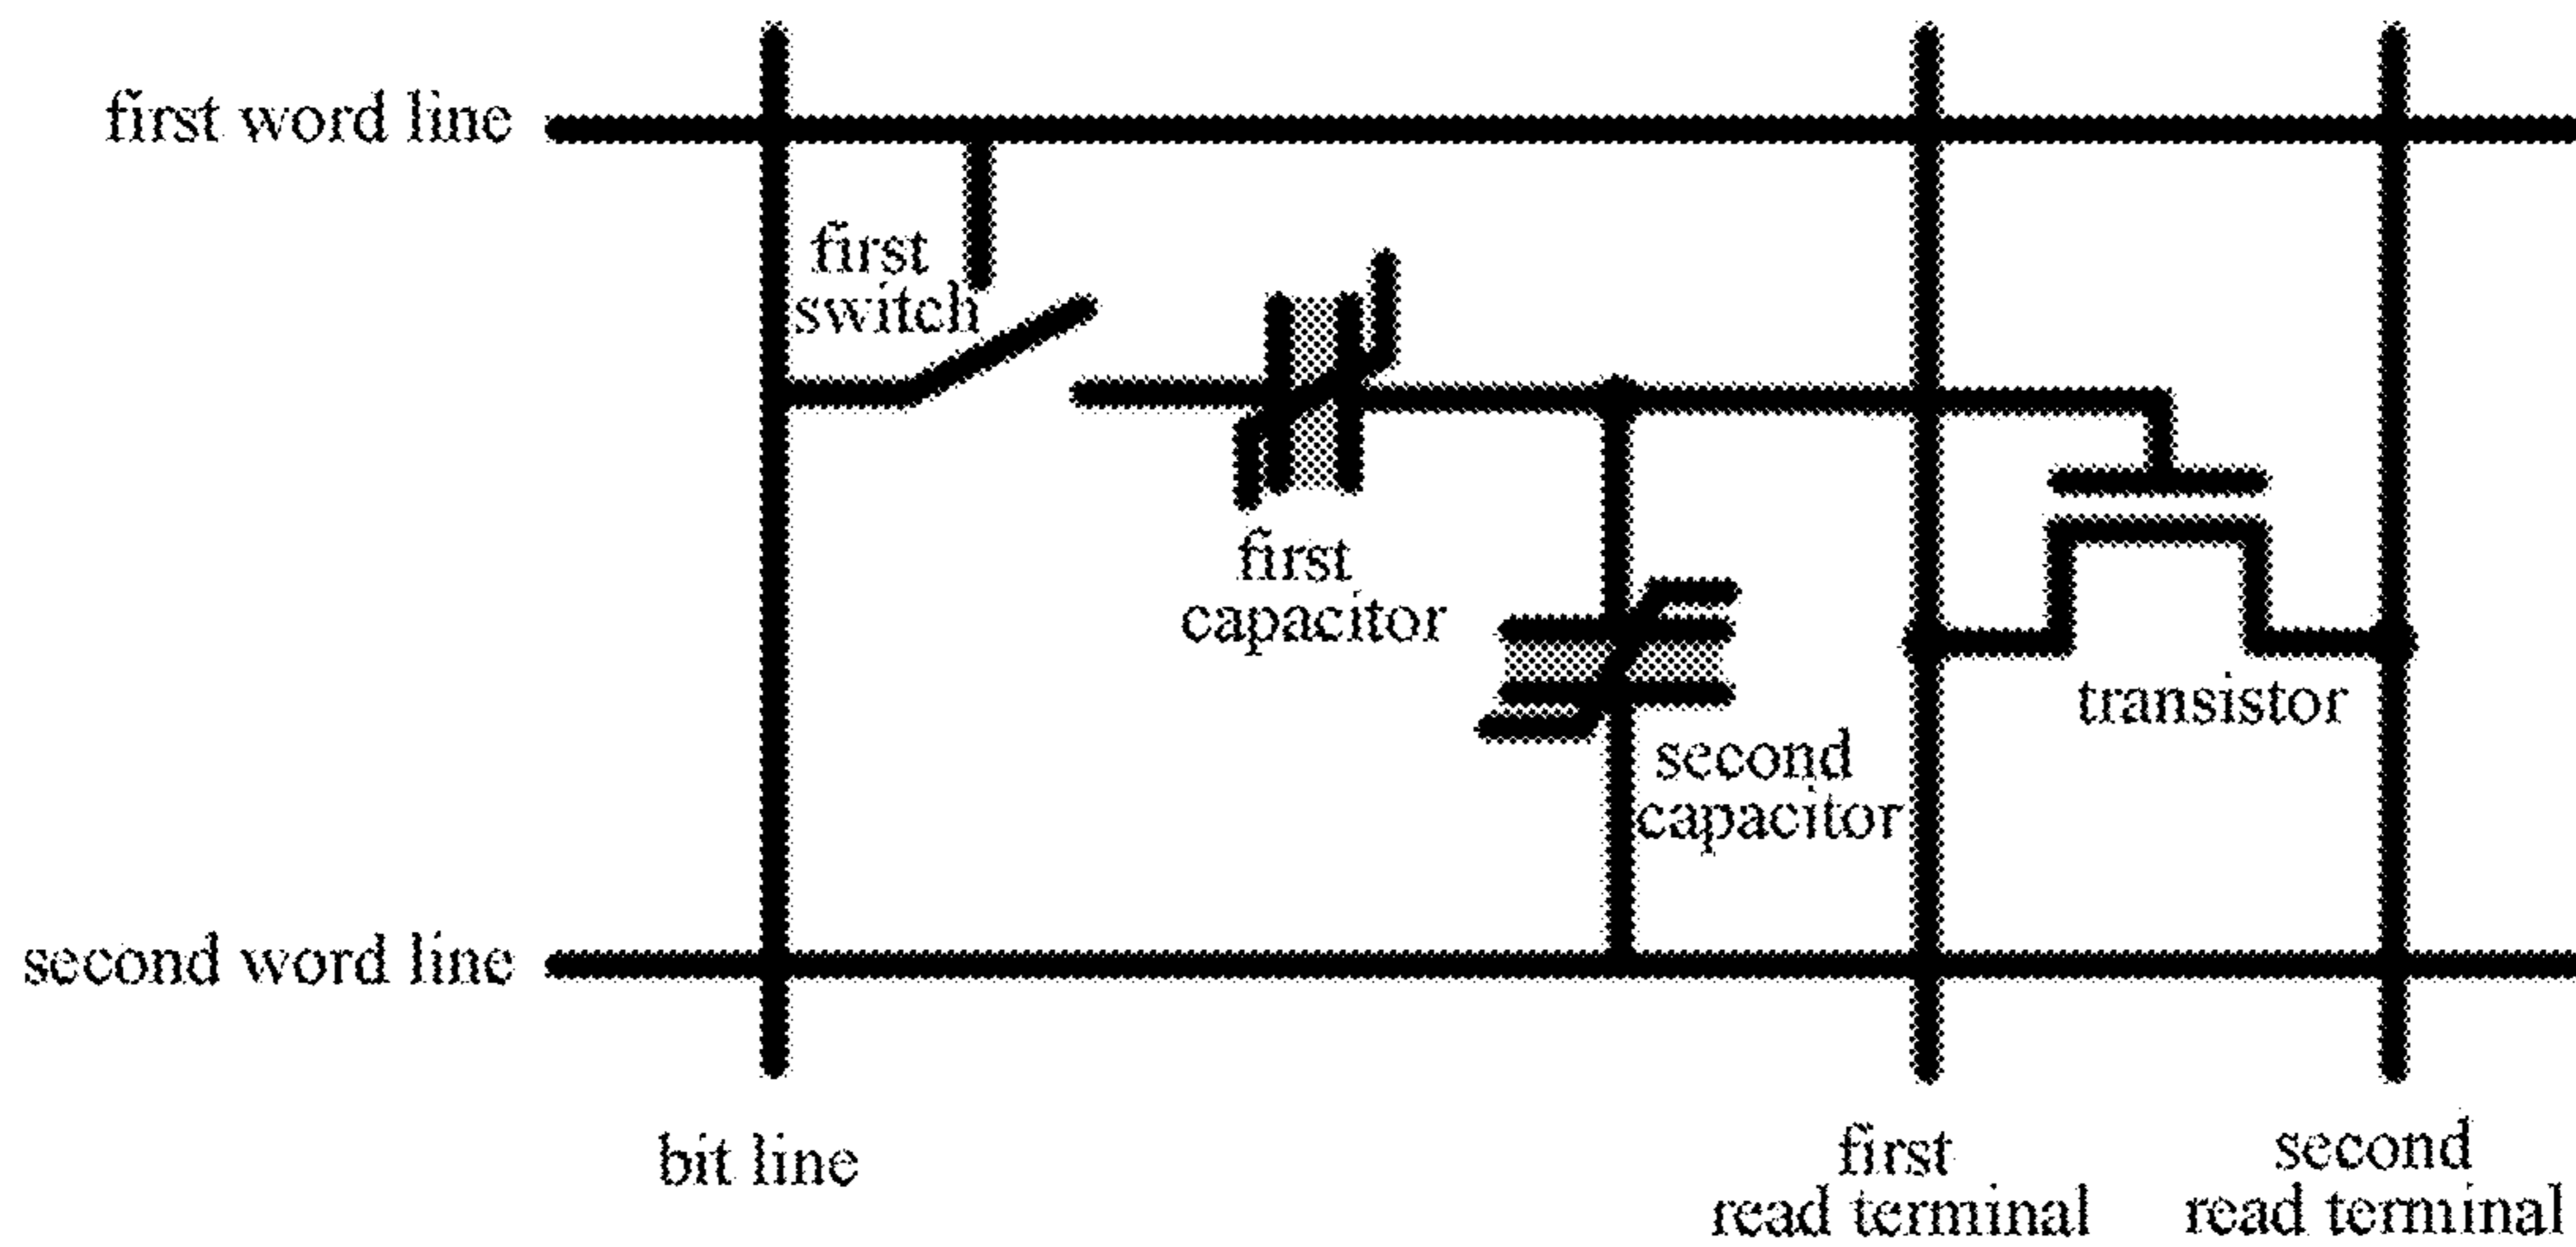 first word line
first
switch
first
capacitor
transistor
second
capacitor
second word line
bit line
first
read terminal
second
read terminal